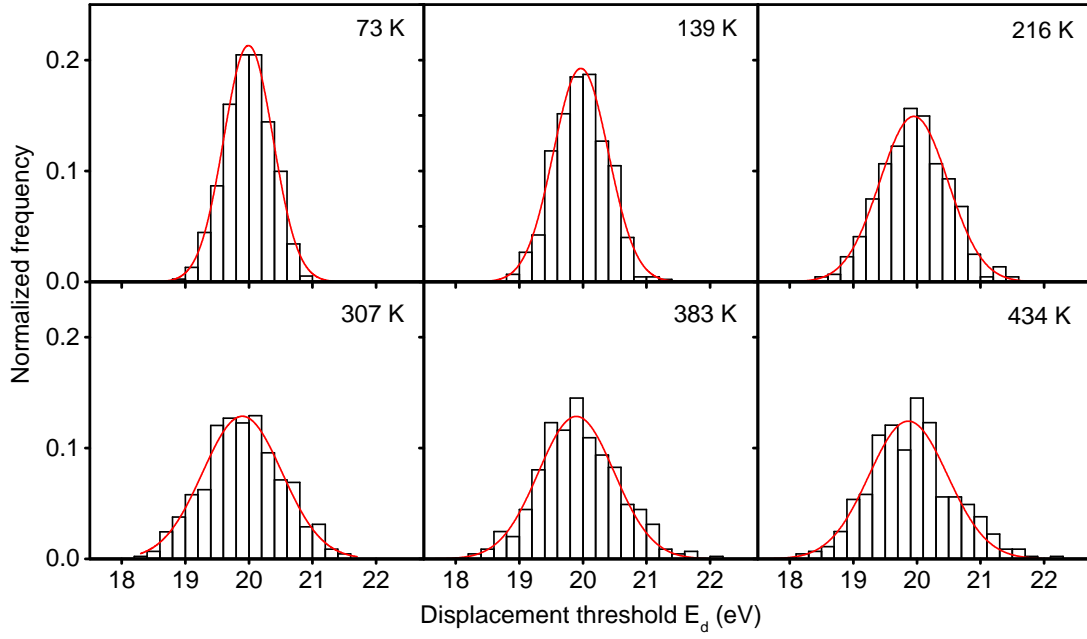 73 K
139 K
216 K
0.2
0.1
0.0
307 K
383 K
434 K
0.2
0.1
0.0
18 19 20 21 22 18 19 20 21 22 18 19 20 21 22
Normalized frequency
Displacement threshold E_d (eV)